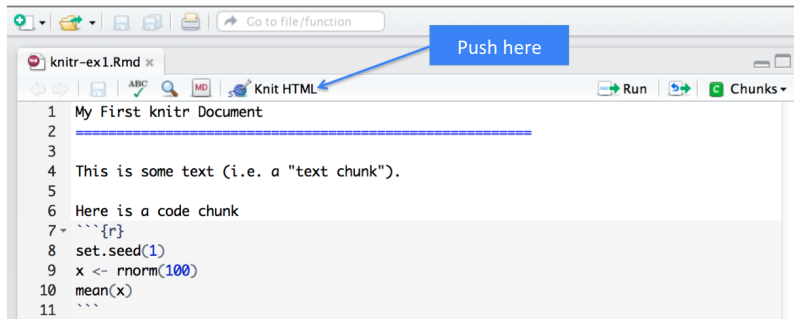 Go to file/function
Push here
knitr-ex1.Rmd
ABC MD Knit HTML Run C Chunks
1 My First knitr Document
2 ========================================================
3
4 This is some text (i.e. a "text chunk").
5
6 Here is a code chunk
7 ```{r}
8 set.seed(1)
9 x <- rnorm(100)
10 mean(x)
11 ```